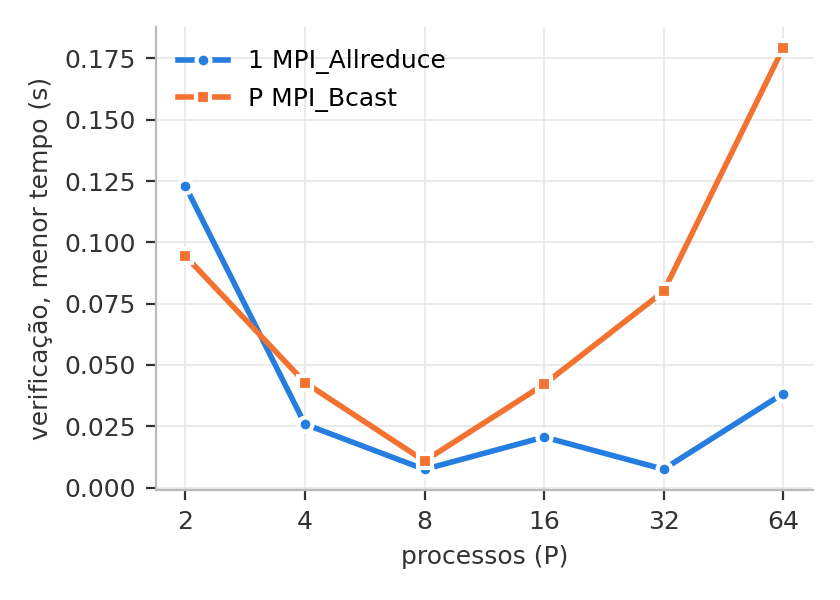 1 MPI_Allreduce
P MPI_Bcast
verificação, menor tempo (s)
0.175
0.150
0.125
0.100
0.075
0.050
0.025
0.000
2 4 8 16 32 64
processos (P)